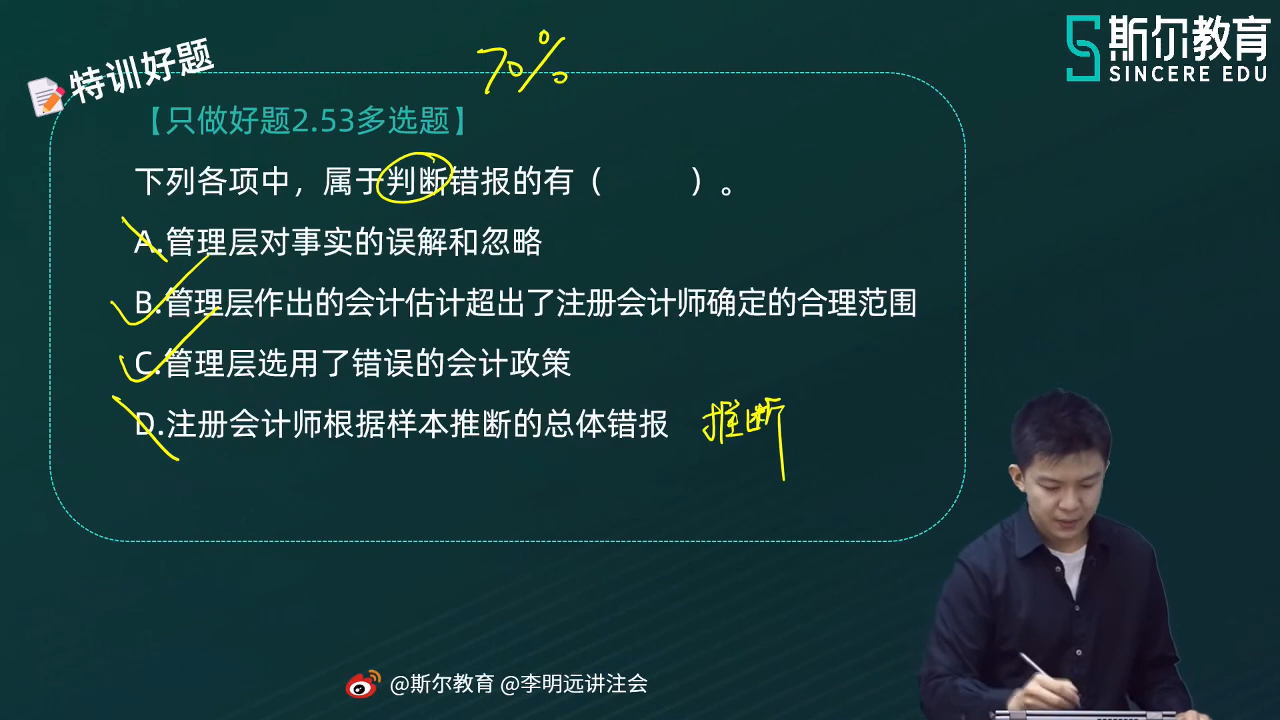 70%
斯尔教育
SINCERE EDU
特训好题
【只做好题2.53多选题】
下列各项中，属于判断错报的有（ ）。
A.管理层对事实的误解和忽略
B.管理层作出的会计估计超出了注册会计师确定的合理范围
C.管理层选用了错误的会计政策
D.注册会计师根据样本推断的总体错报 推断
@斯尔教育 @李明远讲注会